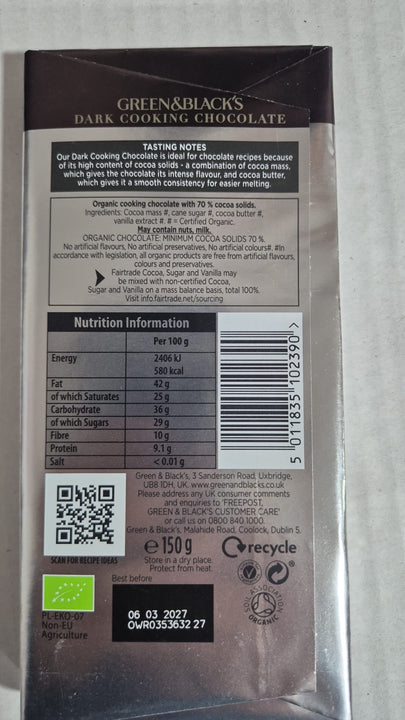 GREEN&BLACK'S
DARK COOKING CHOCOLATE
TASTING NOTES
Our Dark Cooking Chocolate is ideal for chocolate recipes because
of its high content of cocoa solids - a combination of cocoa mass,
which gives the chocolate its intense flavour, and cocoa butter,
which gives it a smooth consistency for easier melting.
Organic cooking chocolate with 70 % cocoa solids.
Ingredients: Cocoa mass #, cane sugar #, cocoa butter #,
vanilla extract #. # = Certified Organic.
May contain nuts, milk.
ORGANIC CHOCOLATE: MINIMUM COCOA SOLIDS 70 %
No artificial flavours, No artificial preservatives, No artificial colours#. #In
accordance with legislation, all organic products are free from artificial flavours,
colours and preservatives.
Fairtrade Cocoa, Sugar and Vanilla may
be mixed with non-certified Cocoa,
Sugar and Vanilla on a mass balance basis, total 100%.
Visit info.fairtrade.net/sourcing
Nutrition Information
Per 100 g
Energy 2406 kJ
580 kcal
Fat 42 g
of which Saturates 25 g
Carbohydrate 36 g
of which Sugars 29 g
Fibre 10 g
Protein 9.1 g
Salt < 0.01 g
5 011835 102390 >
Green & Black's, 3 Sanderson Road, Uxbridge,
UB8 1DH, UK. www.greenandblacks.co.uk
Please address any UK consumer comments
and enquiries to 'FREEPOST,
GREEN & BLACK'S CUSTOMER CARE'
or call us on 0800 840 1000.
Green & Black's, Malahide Road, Coolock, Dublin 5.
SCAN FOR RECIPE IDEAS
e 150 g
Store in a dry place.
Protect from heat.
recycle
Best before
06 03 2027
OWR0353632 27
PL-EKO-07
Non-EU
Agriculture
SOIL ASSOCIATION
ORGANIC